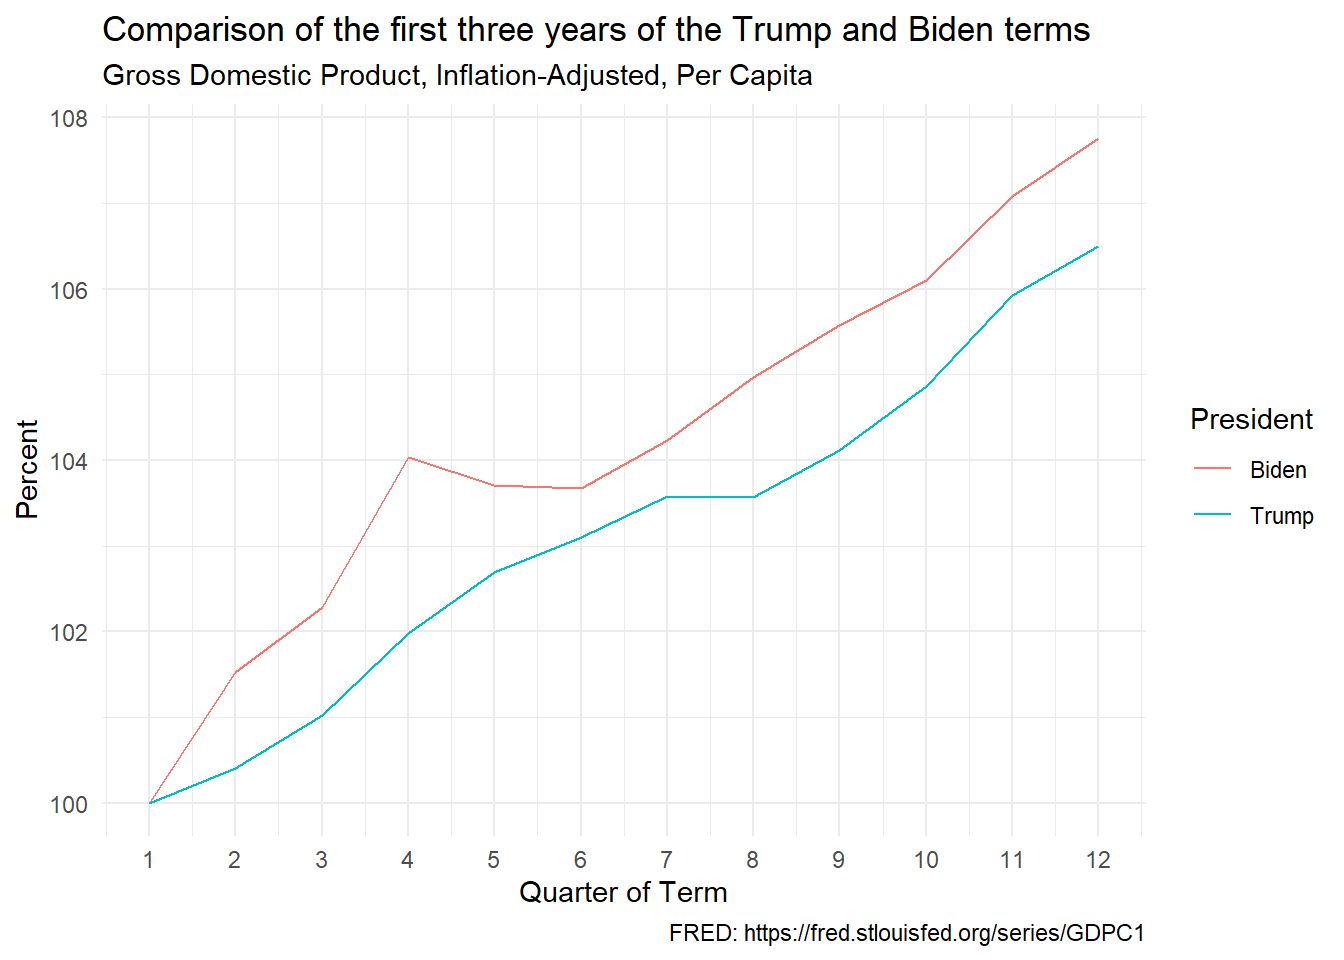 Comparison of the first three years of the Trump and Biden terms
Gross Domestic Product, Inflation-Adjusted, Per Capita
108
106
104
102
100
Percent
1 2 3 4 5 6 7 8 9 10 11 12
Quarter of Term
President
Biden
Trump
FRED: https://fred.stlouisfed.org/series/GDPC1